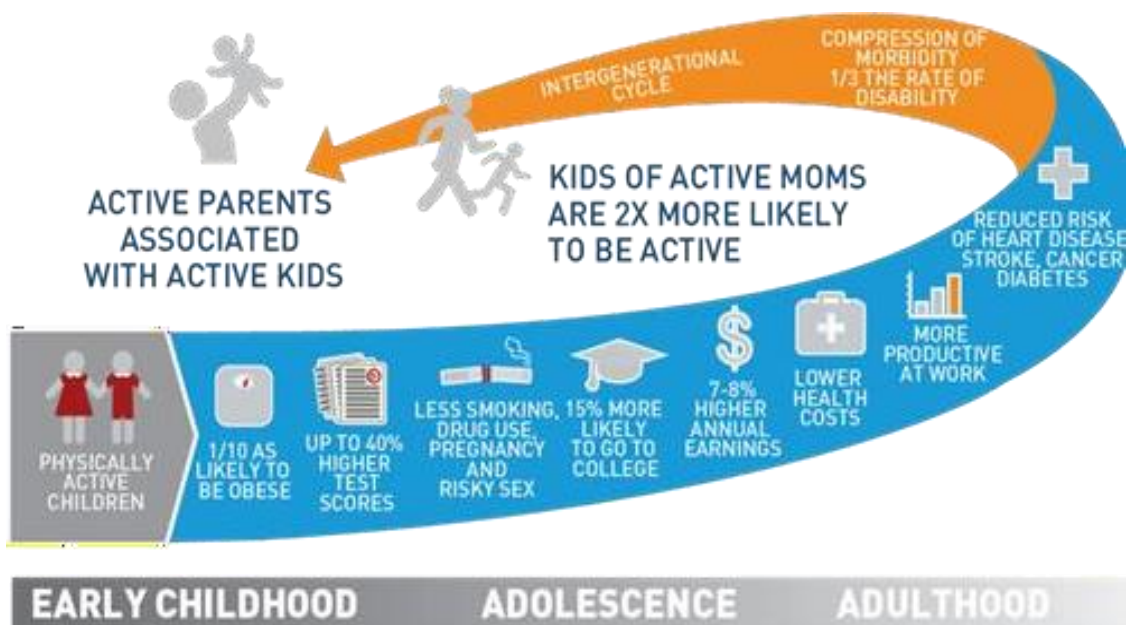 INTERGENERATIONAL
CYCLE
COMPRESSION OF
MORBIDITY
1/3 THE RATE OF
DISABILITY
ACTIVE PARENTS
ASSOCIATED
WITH ACTIVE KIDS
KIDS OF ACTIVE MOMS
ARE 2X MORE LIKELY
TO BE ACTIVE
PHYSICALLY
ACTIVE
CHILDREN
1/10 AS
LIKELY TO
BE OBESE
UP TO 40%
HIGHER
TEST
SCORES
LESS SMOKING,
DRUG USE,
PREGNANCY
AND
RISKY SEX
15% MORE
LIKELY
TO GO TO
COLLEGE
$
7-8%
HIGHER
ANNUAL
EARNINGS
LOWER
HEALTH
COSTS
MORE
PRODUCTIVE
AT WORK
REDUCED RISK
OF HEART DISEASE
STROKE, CANCER
DIABETES
EARLY CHILDHOOD
ADOLESCENCE
ADULTHOOD